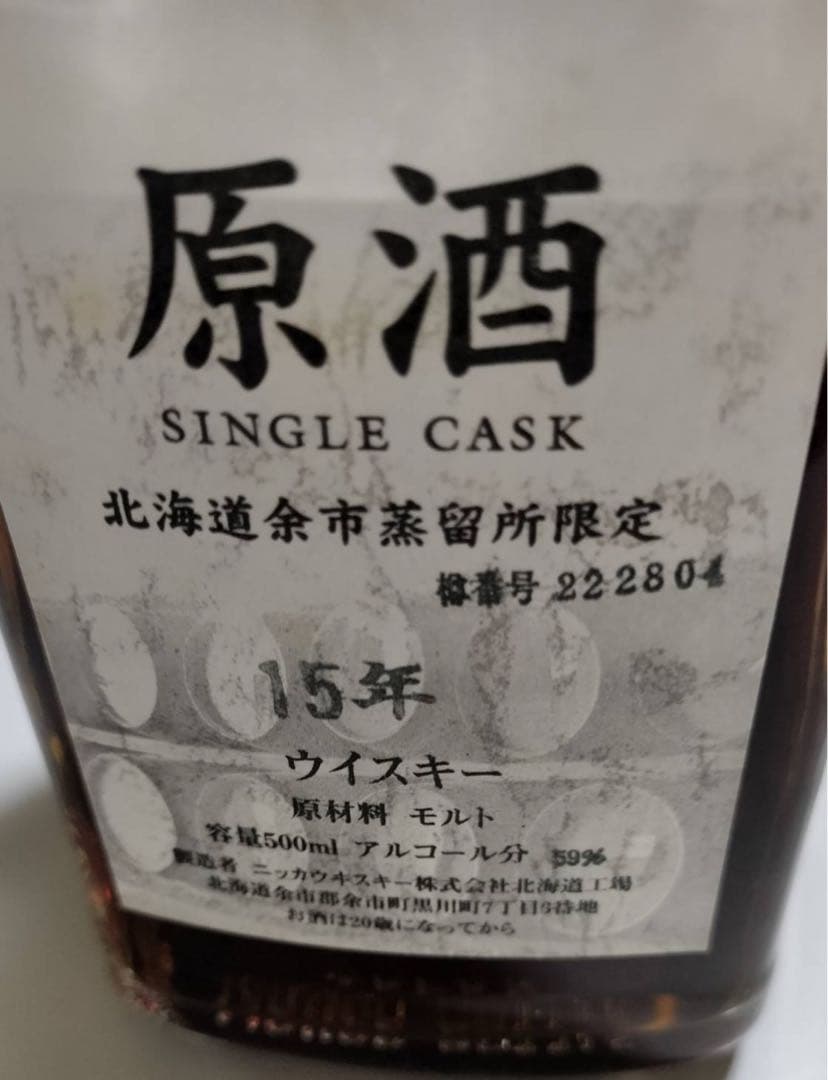 原酒
SINGLE CASK
北海道余市蒸留所限定
樽番号 222804
15年
ウイスキー
原材料 モルト
容量500ml アルコール分 59%
製造者 ニッカウヰスキー株式会社北海道工場
北海道余市郡余市町黒川町7丁目6番地
お酒は20歳になってから